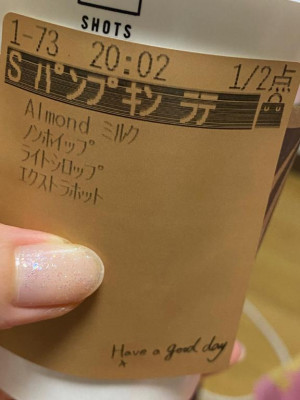 SHOTS
1-73 20:02 1/2点
S パンプキン ラテ
Almond ミルク
ノンホイップ
ライトシロップ
エクストラホット
Have a good day